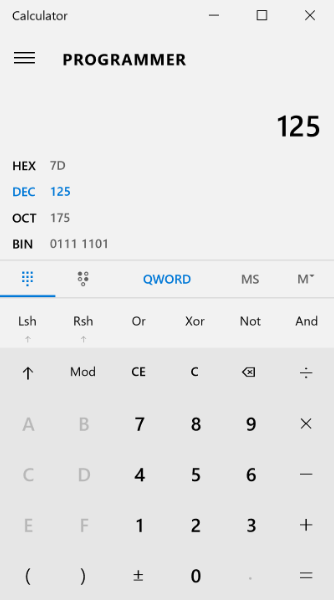 Calculator
PROGRAMMER
125
HEX 7D
DEC 125
OCT 175
BIN 0111 1101
QWORD MS M
Lsh Rsh Or Xor Not And
↑ ↑
↑ Mod CE C ⌫ ÷
A B 7 8 9 ×
C D 4 5 6 −
E F 1 2 3 +
( ) ± 0 . =